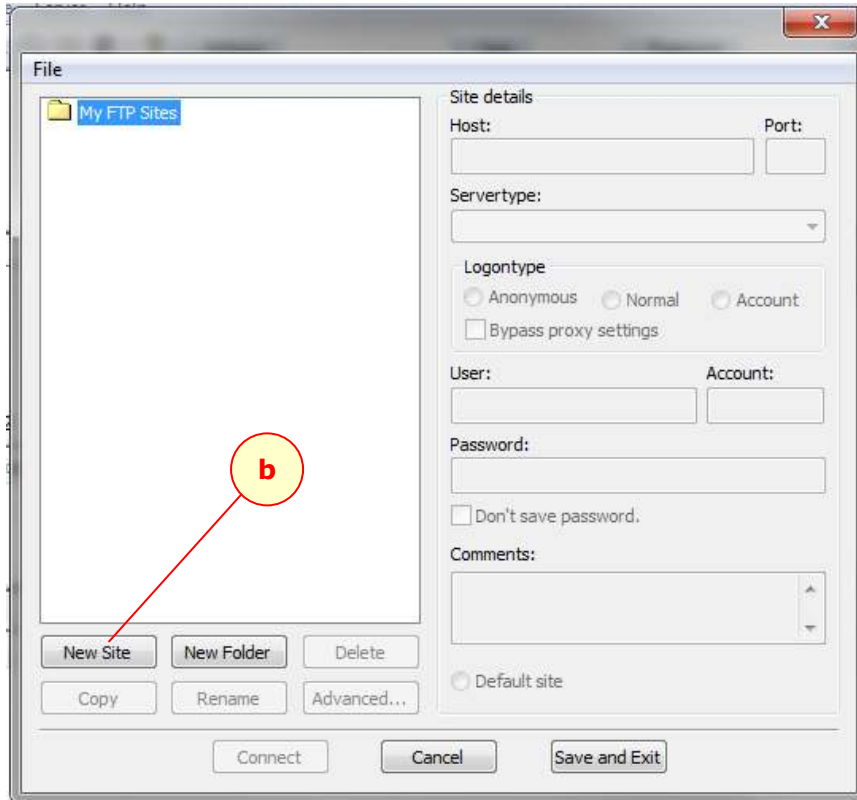 File
My FTP Sites
Site details
Host: Port:
Servertype:
Logontype
Anonymous Normal Account
Bypass proxy settings
User: Account:
Password:
Don't save password.
Comments:
Default site
b
New Site New Folder Delete
Copy Rename Advanced...
Connect Cancel Save and Exit